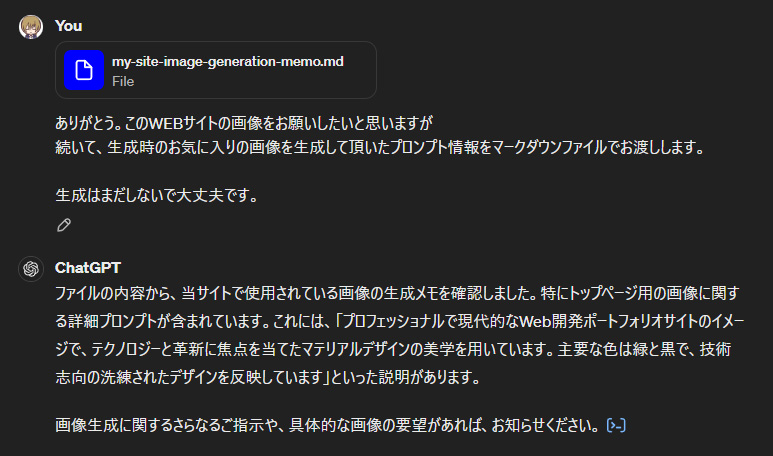 You
my-site-image-generation-memo.md
File
ありがとう。このWEBサイトの画像をお願いしたいと思いますが
続いて、生成時のお気に入りの画像を生成して頂いたプロンプト情報をマークダウンファイルでお渡しします。
生成はまだしないで大丈夫です。
ChatGPT
ファイルの内容から、当サイトで使用されている画像の生成メモを確認しました。特にトップページ用の画像に関す
る詳細プロンプトが含まれています。これには、「プロフェッショナルで現代的なWeb開発ポートフォリオサイトのイメー
ジで、テクノロジーと革新に焦点を当てたマテリアルデザインの美学を用いています。主要な色は緑と黒で、技術
志向の洗練されたデザインを反映しています」といった説明があります。
画像生成に関するさらなるご指示や、具体的な画像の要望があれば、お知らせください。